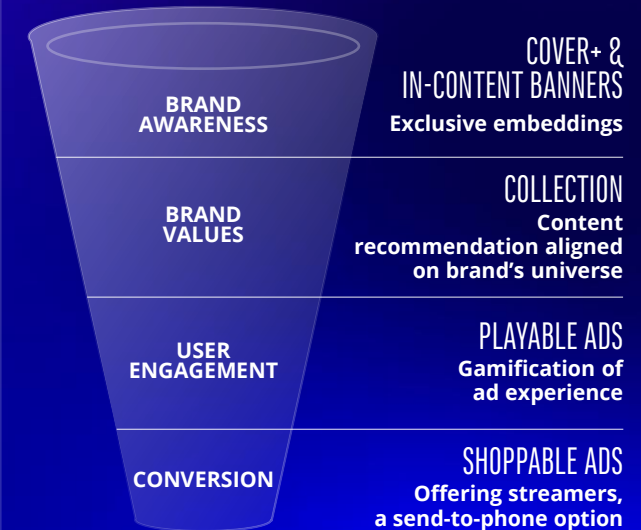 BRAND
AWARENESS
COVER+ &
IN-CONTENT BANNERS
Exclusive embeddings
BRAND
VALUES
COLLECTION
Content
recommendation aligned
on brand's universe
USER
ENGAGEMENT
PLAYABLE ADS
Gamification of
ad experience
CONVERSION
SHOPPABLE ADS
Offering streamers,
a send-to-phone option